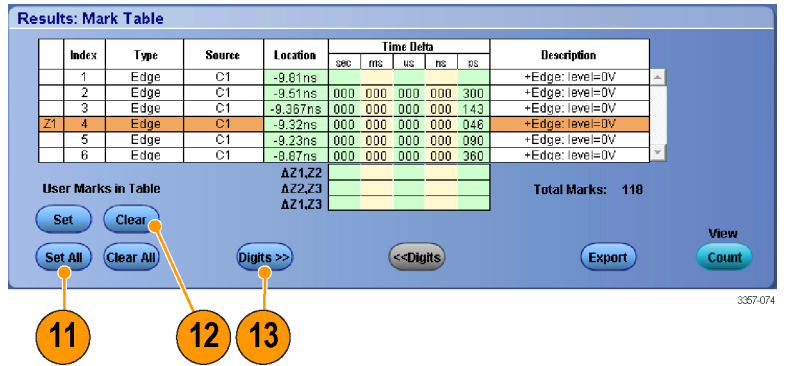 Results: Mark Table
Index Type Source Location Time Delta Description
sec ms us ns ps
1 Edge C1 -9.81ns +Edge: level=0V
2 Edge C1 -9.51ns 000 000 000 000 300 +Edge: level=0V
3 Edge C1 -9.367ns 000 000 000 000 143 +Edge: level=0V
Z1 4 Edge C1 -9.32ns 000 000 000 000 046 +Edge: level=0V
5 Edge C1 -9.23ns 000 000 000 000 090 +Edge: level=0V
6 Edge C1 -8.87ns 000 000 000 000 360 +Edge: level=0V
ΔZ1,Z2
User Marks in Table ΔZ2,Z3 Total Marks: 118
ΔZ1,Z3
Set Clear
View
Set All Clear All Digits >> <<Digits Export Count
3357-074
11 12 13